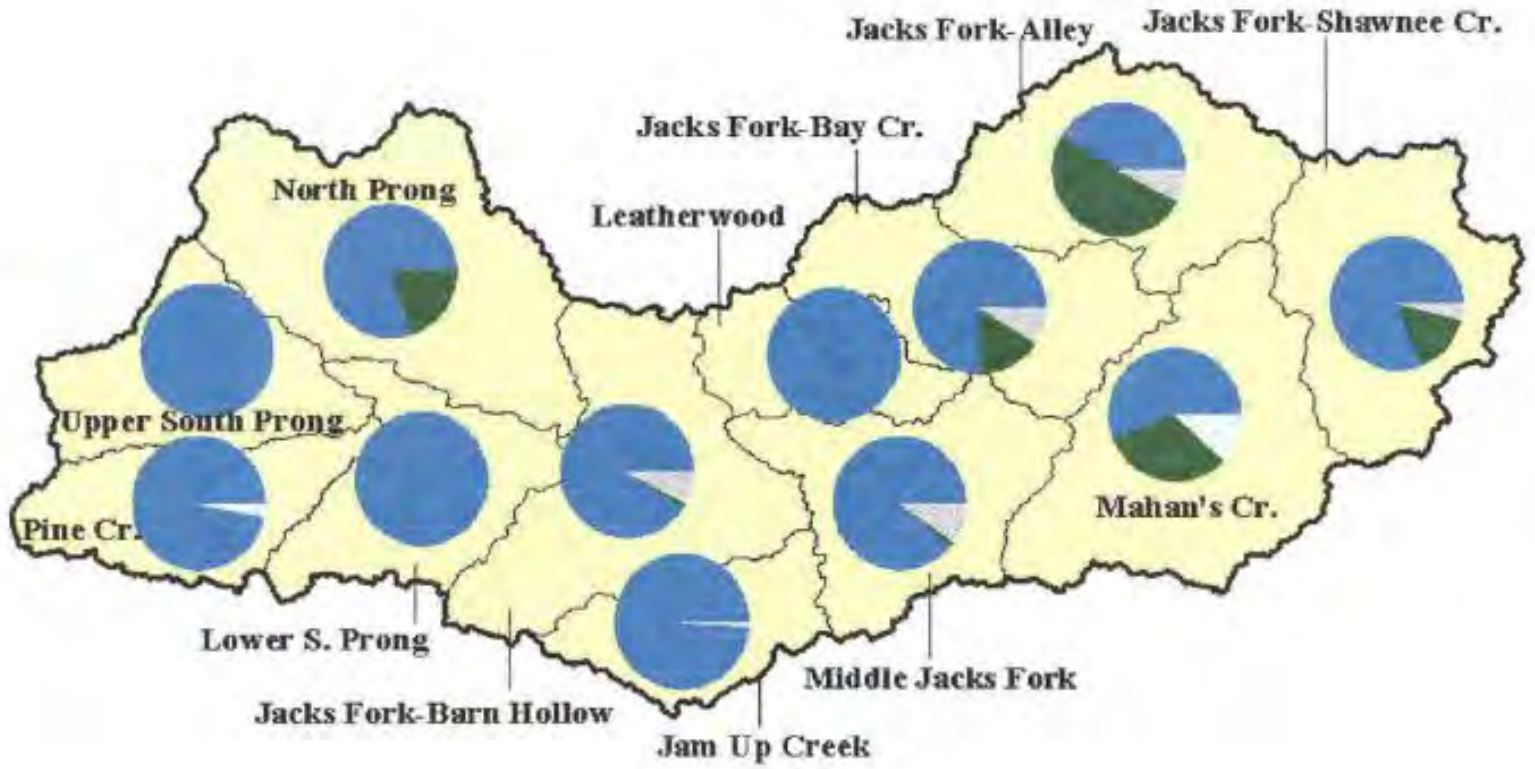 Jacks Fork-Shawnee Cr.
Jacks Fork-Alley
Jacks Fork-Bay Cr.
North Prong
Leatherwood
Upper South Prong
Mahan's Cr.
Pine Cr.
Lower S. Prong
Middle Jacks Fork
Jacks Fork-Barn Hollow
Jam Up Creek